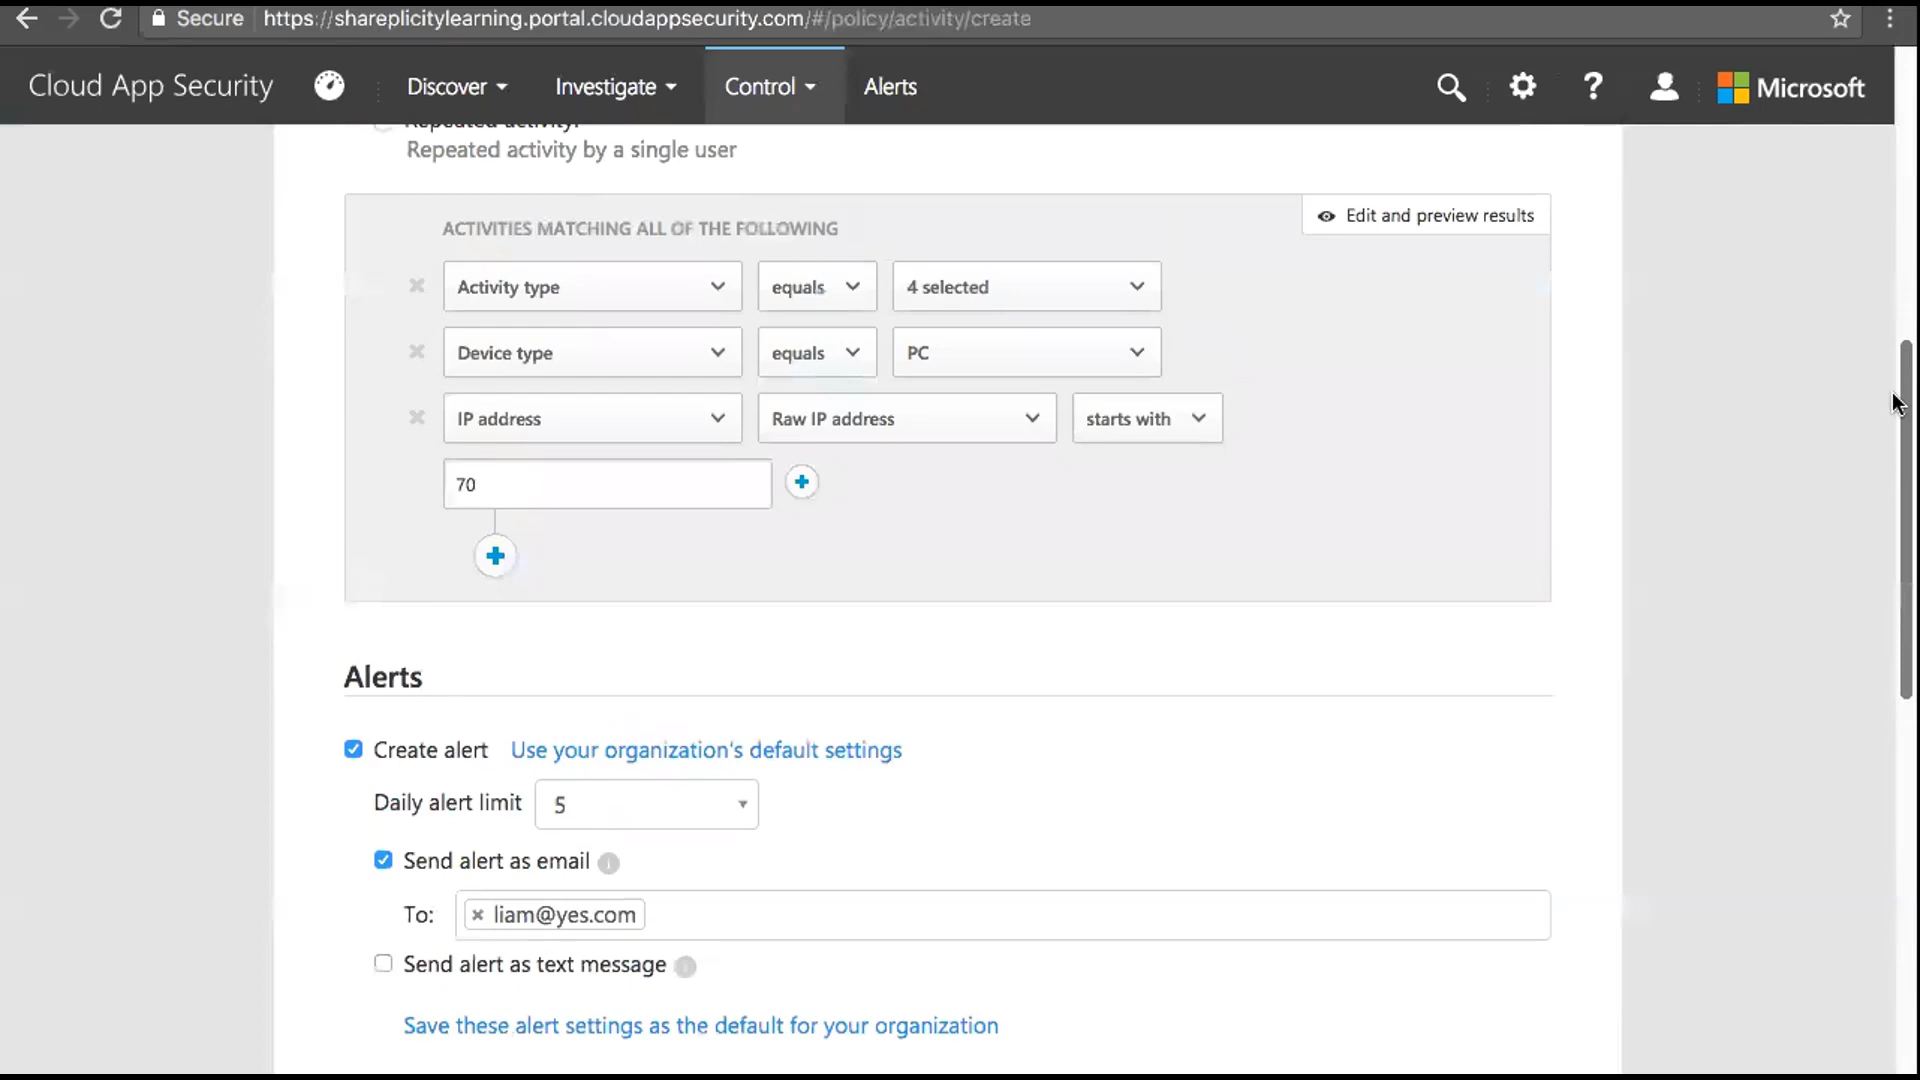 Secure https://shareplicitylearning.portal.cloudappsecurity.com/#/policy/activity/create
Cloud App Security Discover Investigate Control Alerts ? Microsoft
Repeated activity:
Repeated activity by a single user
ACTIVITIES MATCHING ALL OF THE FOLLOWING
Edit and preview results
Activity type equals 4 selected
Device type equals PC
IP address Raw IP address starts with
70
Alerts
Create alert Use your organization's default settings
Daily alert limit 5
Send alert as email
To: liam@yes.com
Send alert as text message
Save these alert settings as the default for your organization